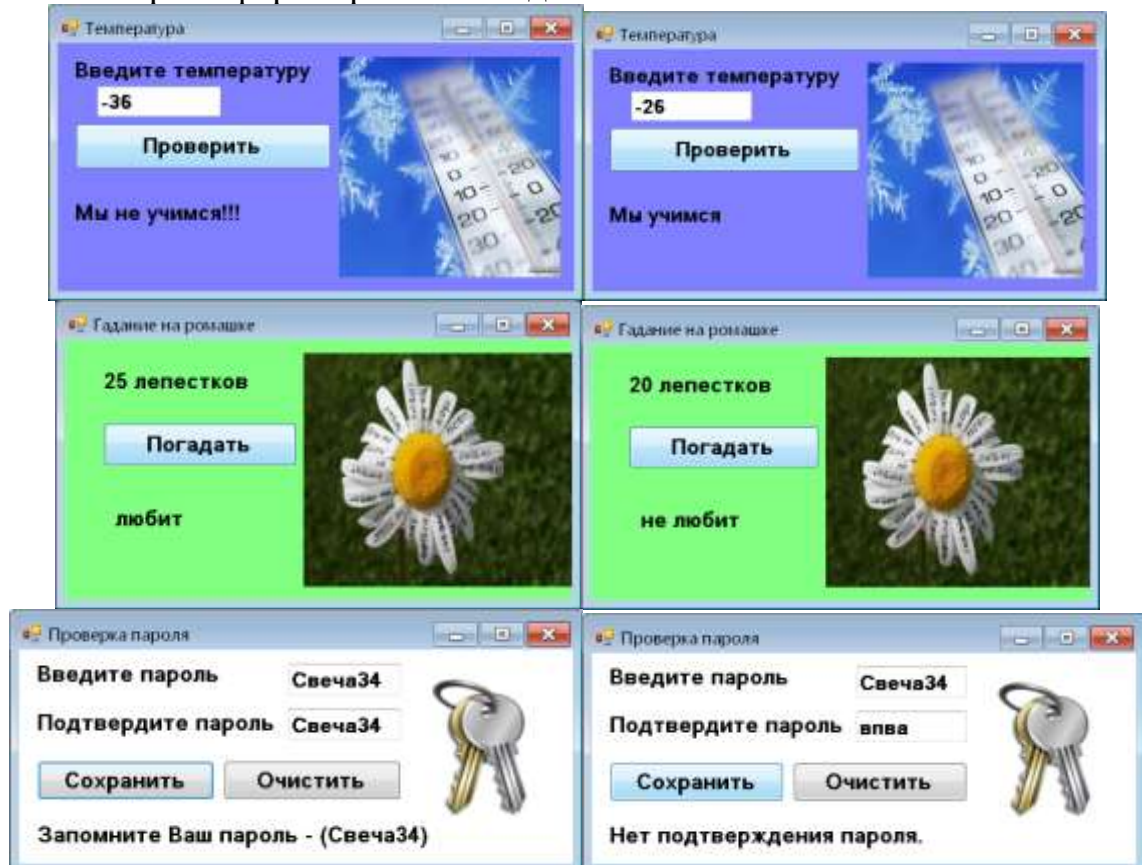 Температура
Введите температуру
-36
Проверить
Мы не учимся!!!
Температура
Введите температуру
-26
Проверить
Мы учимся
Гадание на ромашке
25 лепестков
Погадать
любит
Гадание на ромашке
20 лепестков
Погадать
не любит
Проверка пароля
Введите пароль Свеча34
Подтвердите пароль Свеча34
Сохранить Очистить
Запомните Ваш пароль - (Свеча34)
Проверка пароля
Введите пароль Свеча34
Подтвердите пароль впва
Сохранить Очистить
Нет подтверждения пароля.